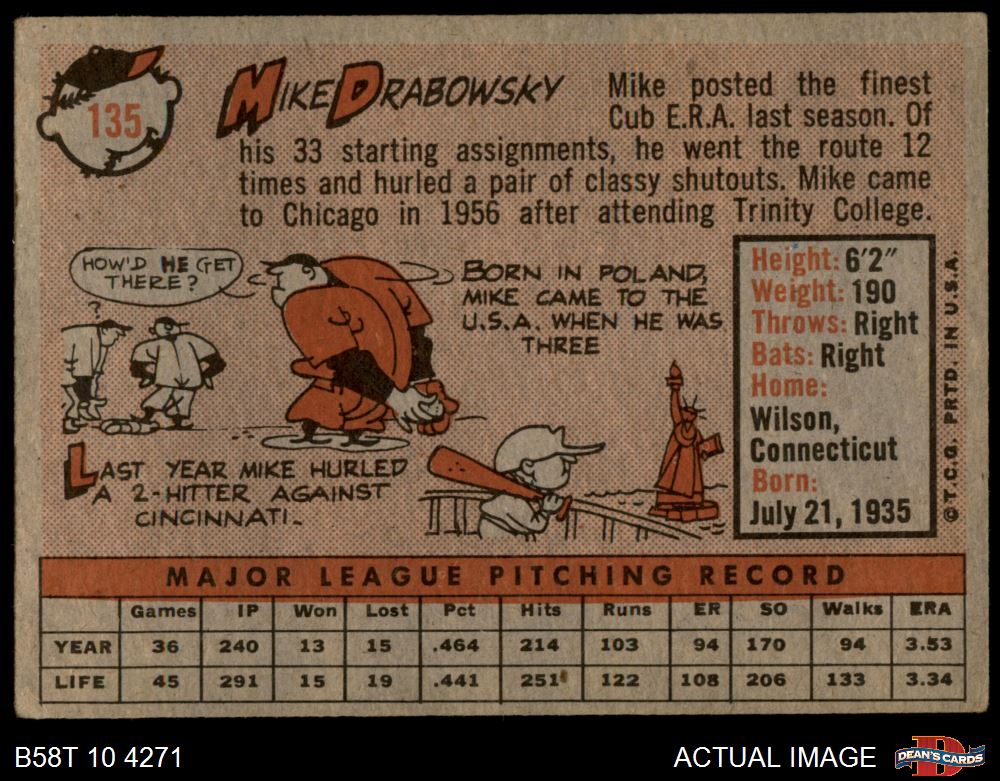 135
MIKE DRABOWSKY
Mike posted the finest
Cub E.R.A. last season. Of
his 33 starting assignments, he went the route 12
times and hurled a pair of classy shutouts. Mike came
to Chicago in 1956 after attending Trinity College.
HOW'D HE GET
THERE?
?
BORN IN POLAND,
MIKE CAME TO THE
U.S.A. WHEN HE WAS
THREE
LAST YEAR MIKE HURLED
A 2-HITTER AGAINST
CINCINNATI.
Height: 6'2"
Weight: 190
Throws: Right
Bats: Right
Home:
Wilson,
Connecticut
Born:
July 21, 1935
© T.C.G. PRTD. IN U.S.A.
MAJOR LEAGUE PITCHING RECORD
Games IP Won Lost Pct Hits Runs ER SO Walks ERA
YEAR 36 240 13 15 .464 214 103 94 170 94 3.53
LIFE 45 291 15 19 .441 251 122 108 206 133 3.34
B58T 10 4271
ACTUAL IMAGE
D
DEAN'S CARDS